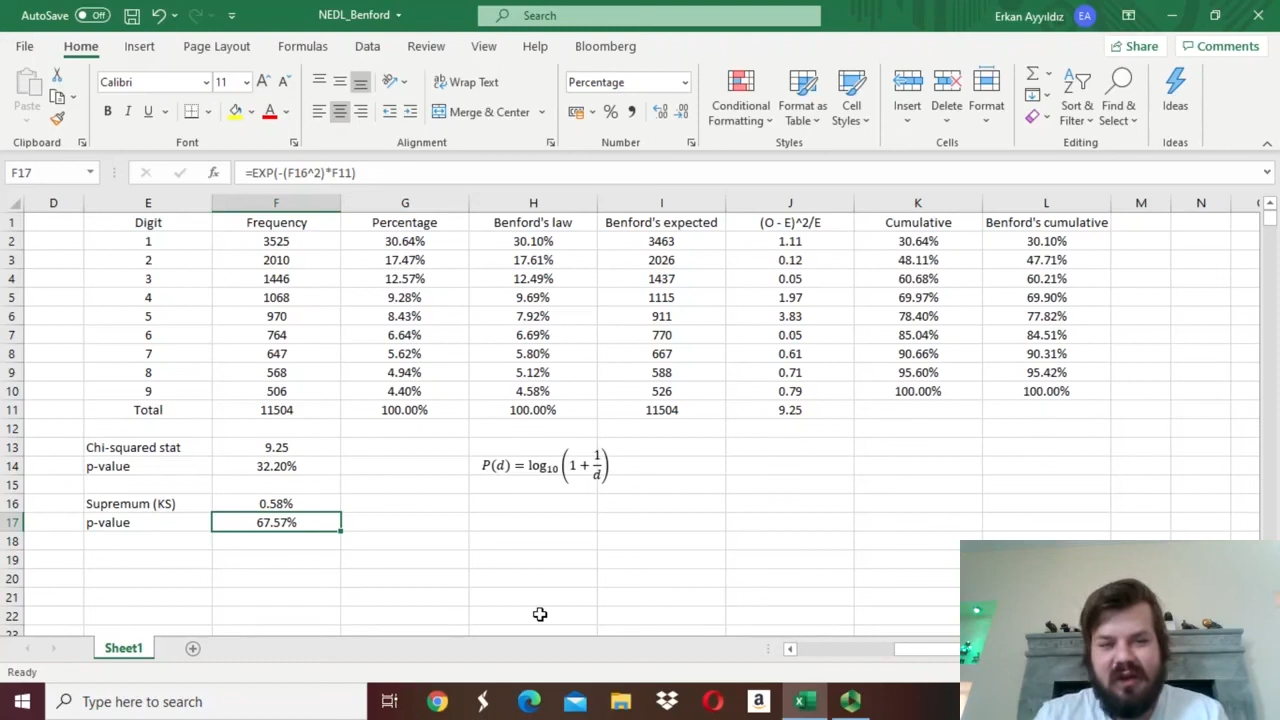 AutoSave Off NEDL_Benford Search Erkan Ayyıldız EA
File Home Insert Page Layout Formulas Data Review View Help Bloomberg Share Comments
Paste Calibri 11 Wrap Text Merge & Center Percentage Conditional Formatting Format as Table Cell Styles Insert Delete Format Sort & Filter Find & Select Ideas
Clipboard Font Alignment Number Styles Cells Editing Ideas
F17 fx =EXP(-(F16^2)*F11)
D E F G H I J K L M N
1 Digit Frequency Percentage Benford's law Benford's expected (O - E)^2/E Cumulative Benford's cumulative
2 1 3525 30.64% 30.10% 3463 1.11 30.64% 30.10%
3 2 2010 17.47% 17.61% 2026 0.12 48.11% 47.71%
4 3 1446 12.57% 12.49% 1437 0.05 60.68% 60.21%
5 4 1068 9.28% 9.69% 1115 1.97 69.97% 69.90%
6 5 970 8.43% 7.92% 911 3.83 78.40% 77.82%
7 6 764 6.64% 6.69% 770 0.05 85.04% 84.51%
8 7 647 5.62% 5.80% 667 0.61 90.66% 90.31%
9 8 568 4.94% 5.12% 588 0.71 95.60% 95.42%
10 9 506 4.40% 4.58% 526 0.79 100.00% 100.00%
11 Total 11504 100.00% 100.00% 11504 9.25
12
13 Chi-squared stat 9.25
14 p-value 32.20% P(d) = log₁₀(1 + 1/d)
15
16 Supremum (KS) 0.58%
17 p-value 67.57%
18
19
20
21
22
23
Sheet1
Ready
Type here to search